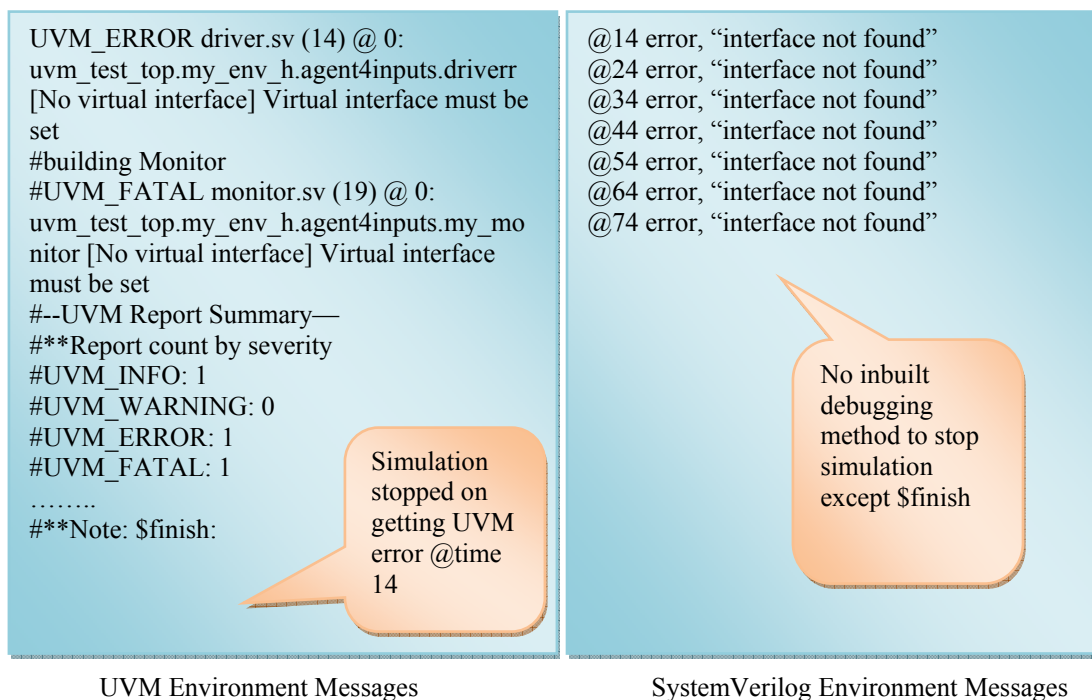 UVM_ERROR driver.sv (14) @ 0:
uvm_test_top.my_env_h.agent4inputs.driverr
[No virtual interface] Virtual interface must be
set
#building Monitor
#UVM_FATAL monitor.sv (19) @ 0:
uvm_test_top.my_env_h.agent4inputs.my_mo
nitor [No virtual interface] Virtual interface
must be set
#--UVM Report Summary—
#**Report count by severity
#UVM_INFO: 1
#UVM_WARNING: 0
#UVM_ERROR: 1
#UVM_FATAL: 1
……..
#**Note: $finish:
Simulation
stopped on
getting UVM
error @time
14
@14 error, “interface not found”
@24 error, “interface not found”
@34 error, “interface not found”
@44 error, “interface not found”
@54 error, “interface not found”
@64 error, “interface not found”
@74 error, “interface not found”
No inbuilt
debugging
method to stop
simulation
except $finish
UVM Environment Messages
SystemVerilog Environment Messages